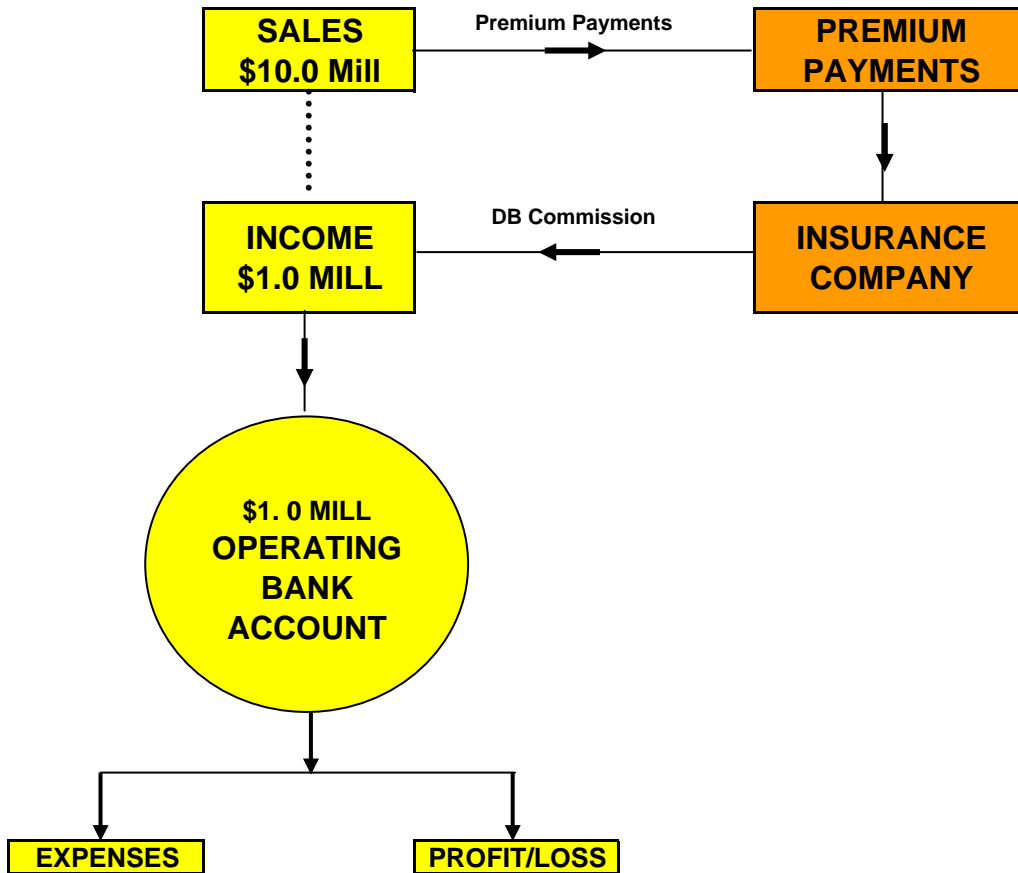 SALES
$10.0 Mill
Premium Payments
PREMIUM
PAYMENTS
INCOME
$1.0 MILL
DB Commission
INSURANCE
COMPANY
$1. 0 MILL
OPERATING
BANK
ACCOUNT
EXPENSES
PROFIT/LOSS